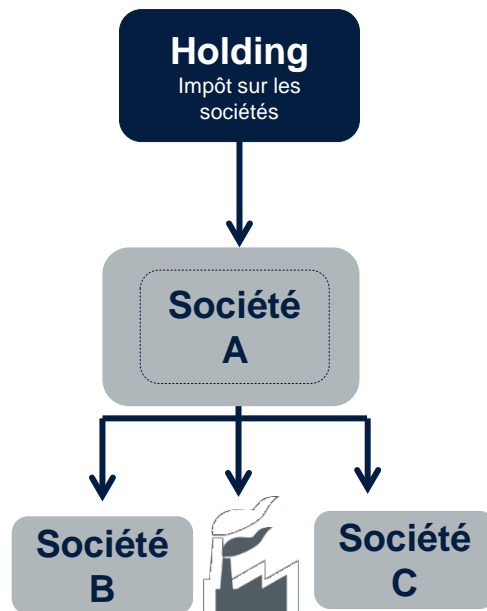 Holding
Impôt sur les
sociétés
Société
A
Société
B
Société
C